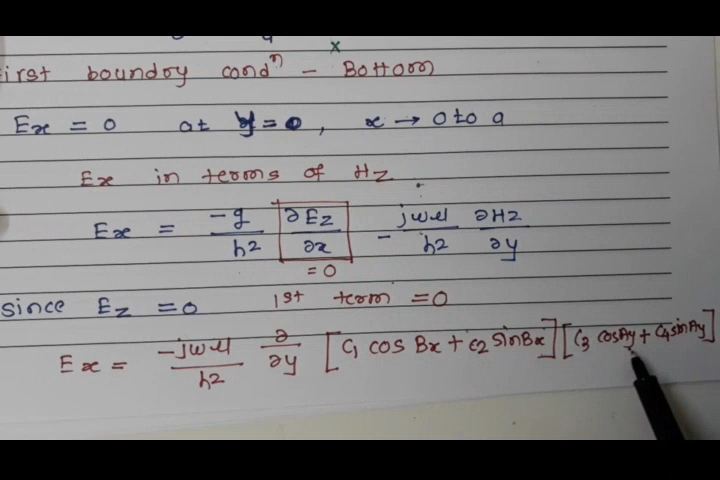 x
irst boundry condn - Bottom
Ex = 0 at y = 0, x → 0 to a
Ex in terms of Hz
Ex = -g/h2 ∂Ez/∂x - jωμ/h2 ∂Hz/∂y
= 0
since Ez = 0 1st term = 0
Ex = -jωμ/h2 ∂/∂y [C1 cos Bx + C2 sin Bx] [C3 cos Ay + C4 sin Ay]